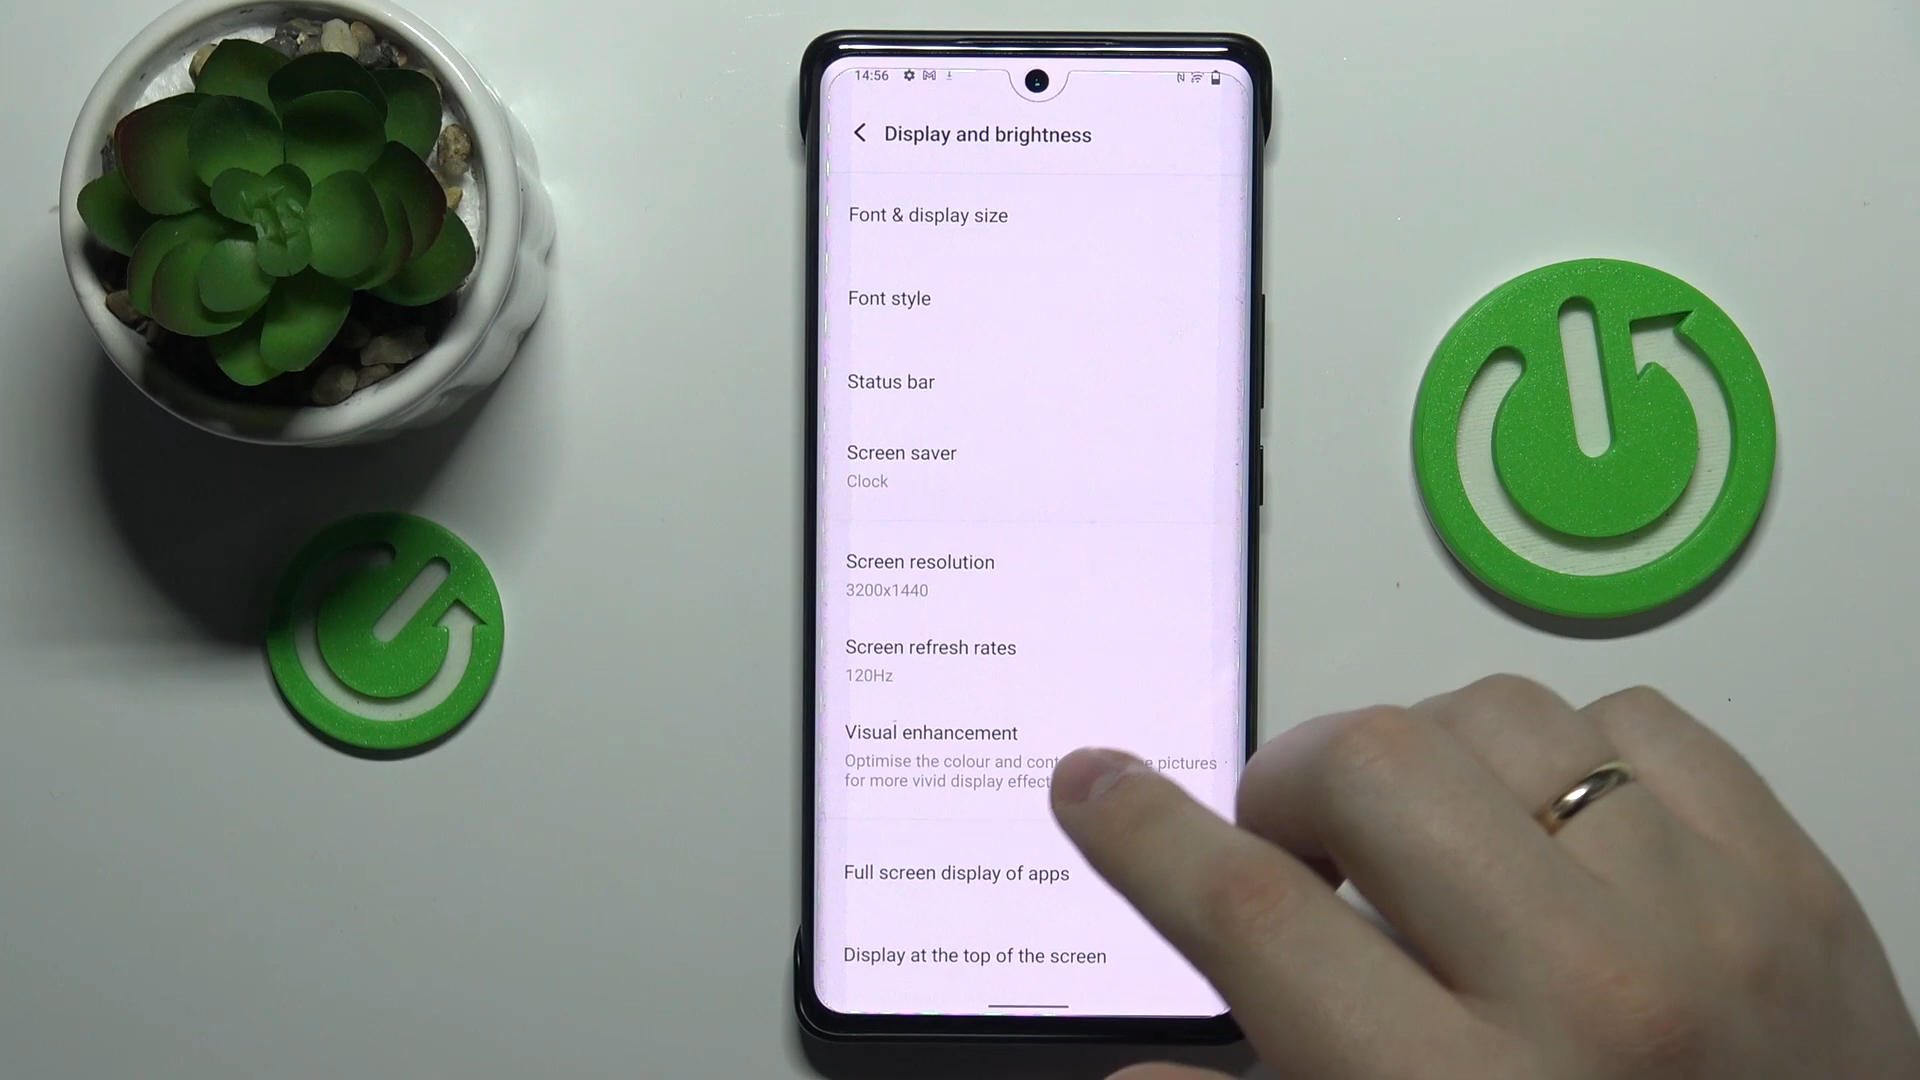 14:56
Display and brightness
Font & display size
Font style
Status bar
Screen saver
Clock
Screen resolution
3200x1440
Screen refresh rates
120Hz
Visual enhancement
Optimise the colour and pictures
for more vivid display
Full screen display of apps
Display at the top of the screen